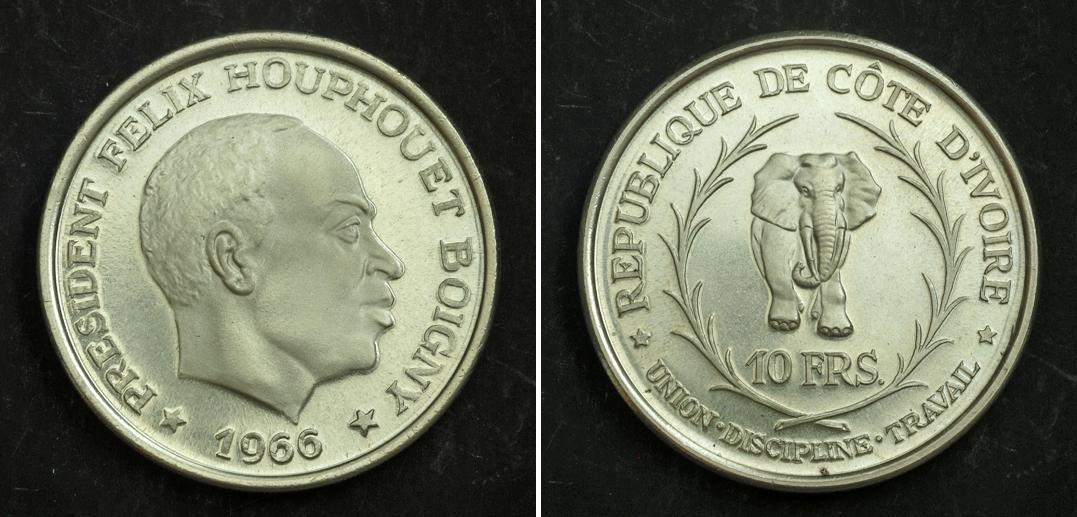 PRESIDENT FELIX HOUPHOUET BOIGNY
1966
REPUBLIQUE DE CÔTE D'IVOIRE
10 FRS.
UNION·DISCIPLINE·TRAVAIL